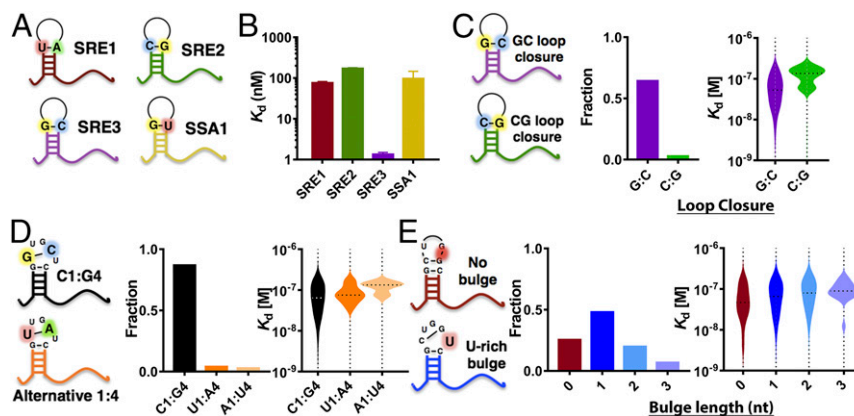 A
U-A
SRE1
C-G
SRE2
G-C
SRE3
G-U
SSA1
B
Kd (nM)
1000
100
10
1
SRE1
SRE2
SRE3
SSA1
C
G-C
GC loop
closure
C-G
CG loop
closure
Fraction
1.0
0.5
0.0
G:C
C:G
Kd [M]
10-6
10-7
10-8
10-9
G:C
C:G
Loop Closure
D
U G
G C U
G C
C1:G4
U G
U A U
G C
Alternative 1:4
Fraction
1.0
0.5
0.0
C1:G4
U1:A4
A1:U4
Kd [M]
10-6
10-7
10-8
10-9
C1:G4
U1:A4
A1:U4
E
U G
C G
G C
No
bulge
G G
C U
G C
U-rich
bulge
Fraction
1.0
0.5
0.0
0
1
2
3
Kd [M]
10-6
10-7
10-8
10-9
0
1
2
3
Bulge length (nt)